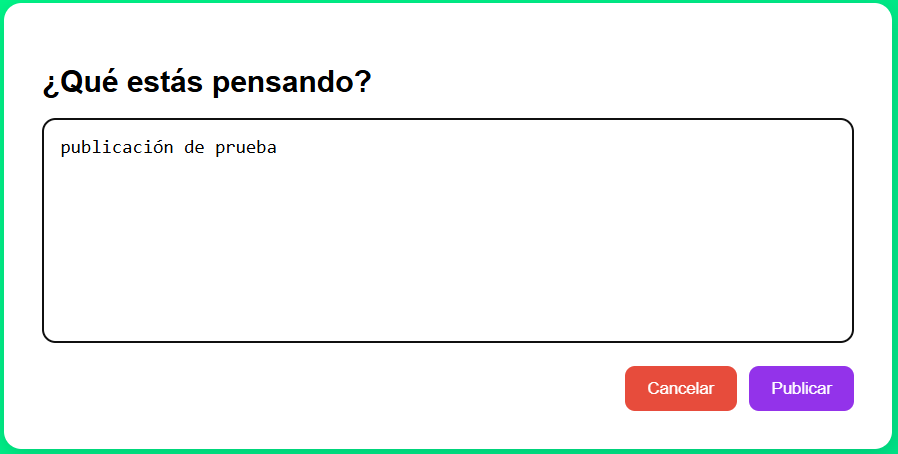 ¿Qué estás pensando?
publicación de prueba
Cancelar
Publicar